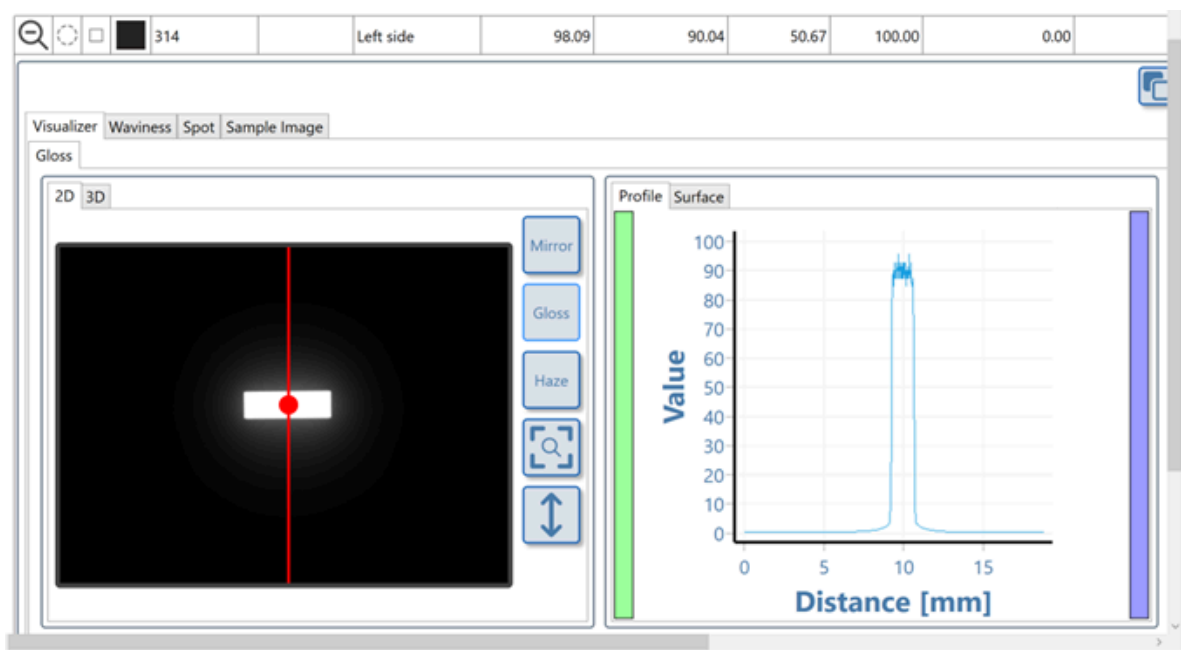 314 Left side 98.09 90.04 50.67 100.00 0.00
Visualizer Waviness Spot Sample Image
Gloss
2D 3D
Mirror
Gloss
Haze
Profile Surface
100
90
80
70
60
50
40
30
20
10
0
Value
0 5 10 15
Distance [mm]